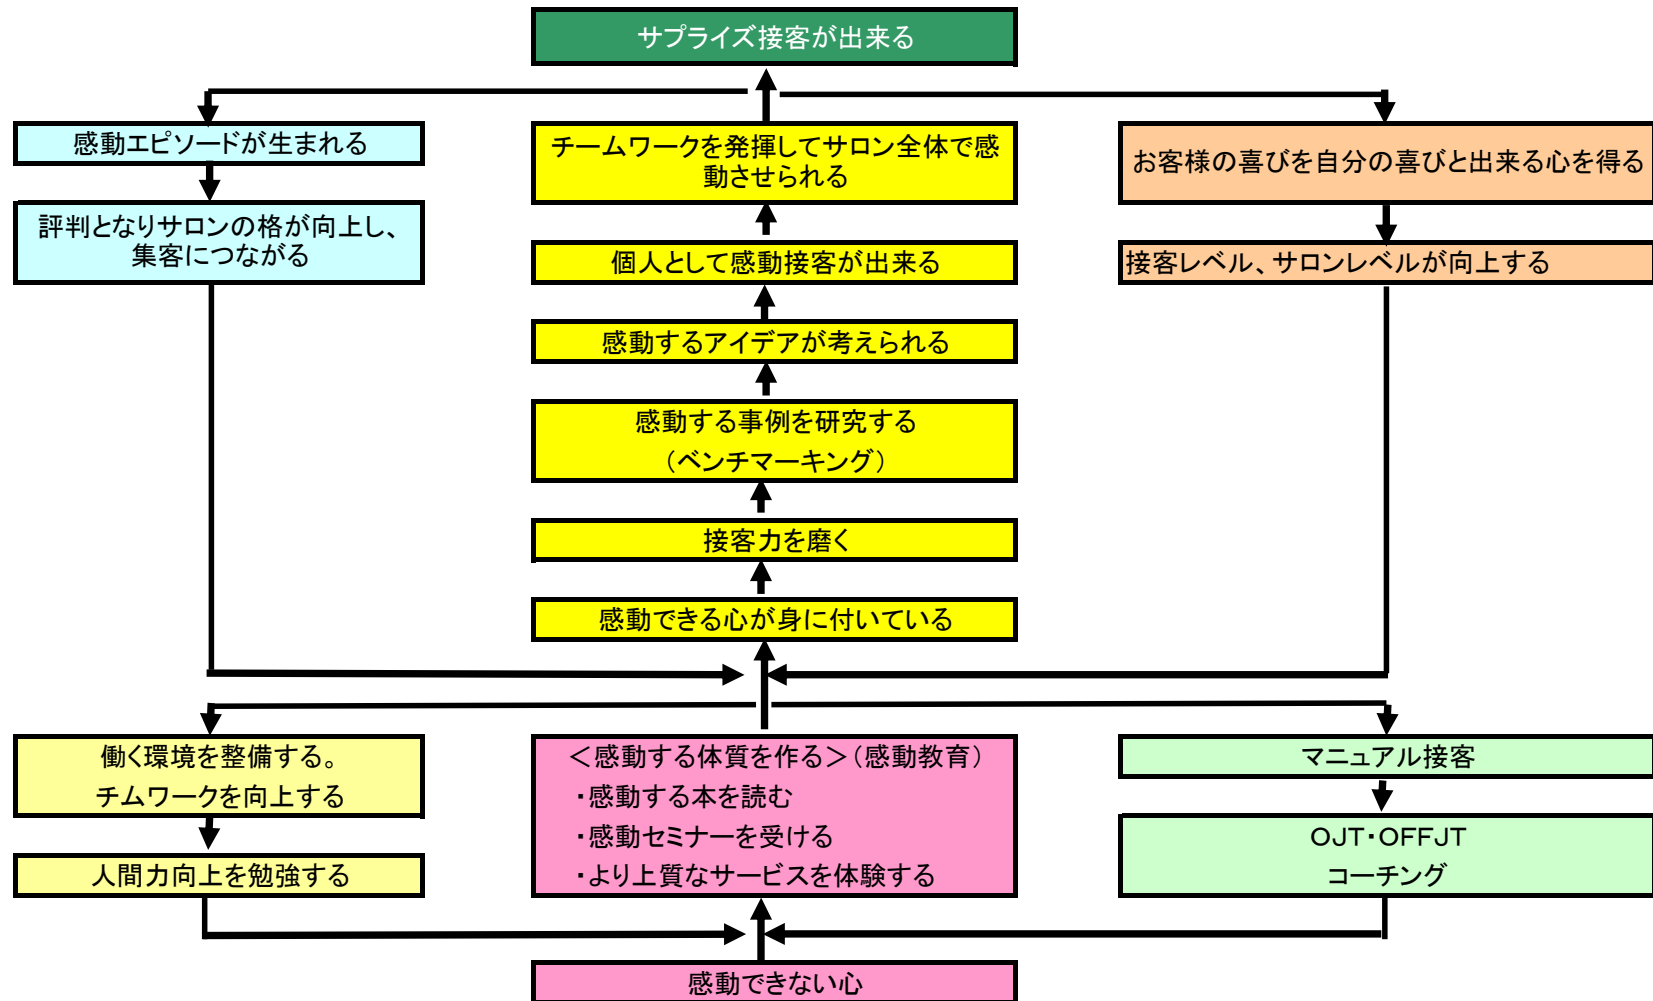 サプライズ接客が出来る
感動エピソードが生まれる
評判となりサロンの格が向上し、
集客につながる
チームワークを発揮してサロン全体で感
動させられる
個人として感動接客が出来る
感動するアイデアが考えられる
感動する事例を研究する
（ベンチマーキング）
接客力を磨く
感動できる心が身に付いている
お客様の喜びを自分の喜びと出来る心を得る
接客レベル、サロンレベルが向上する
働く環境を整備する。
チムワークを向上する
人間力向上を勉強する
＜感動する体質を作る＞（感動教育）
・感動する本を読む
・感動セミナーを受ける
・より上質なサービスを体験する
マニュアル接客
OJT・OFFJT
コーチング
感動できない心